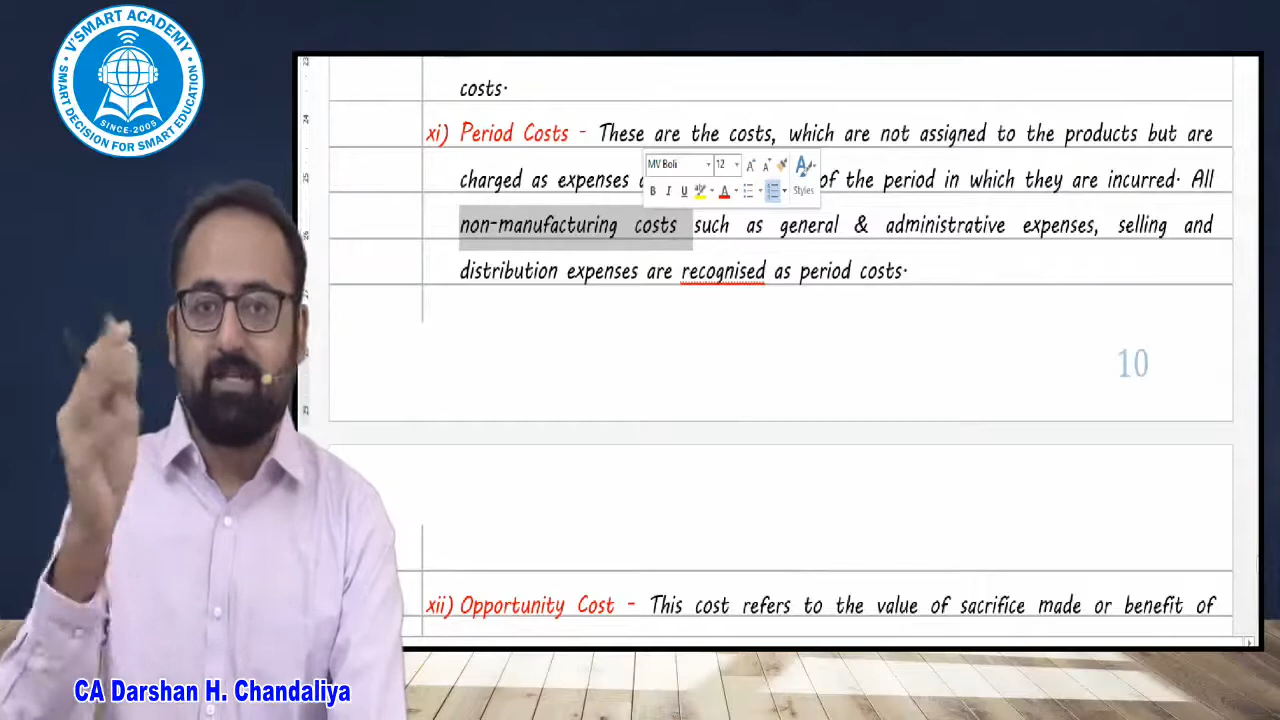 V'SMART ACADEMY
SMART DECISION FOR SMART EDUCATION
SINCE-2005
costs.
xi) Period Costs - These are the costs, which are not assigned to the products but are
charged as expenses of the period in which they are incurred. All
non-manufacturing costs such as general & administrative expenses, selling and
distribution expenses are recognised as period costs.
MV Boli 12
B I U A Styles
10
xii) Opportunity Cost - This cost refers to the value of sacrifice made or benefit of
CA Darshan H. Chandaliya
23
24
25
26